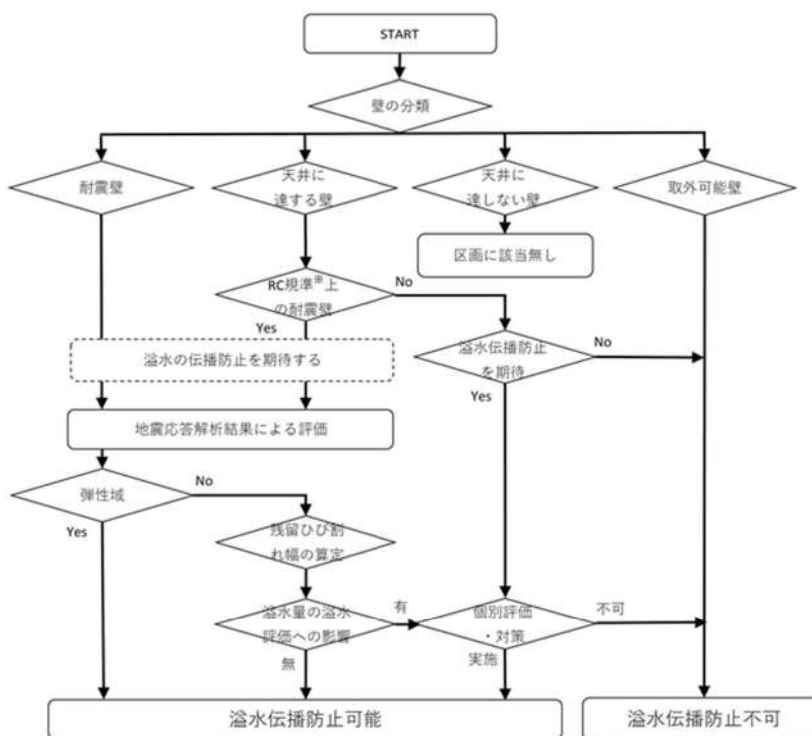 START
壁の分類
耐震壁
天井に
達する壁
天井に
達しない壁
取外可能壁
区画に該当無し
RC規準※上
の耐震壁
No
Yes
溢水の伝播防止を期待する
溢水伝播防止
を期待
No
Yes
地震応答解析結果による評価
弾性域
No
Yes
残留ひび割
れ幅の算定
溢水量の溢水
評価への影響
有
無
個別評価
・対策
不可
実施
溢水伝播防止可能
溢水伝播防止不可